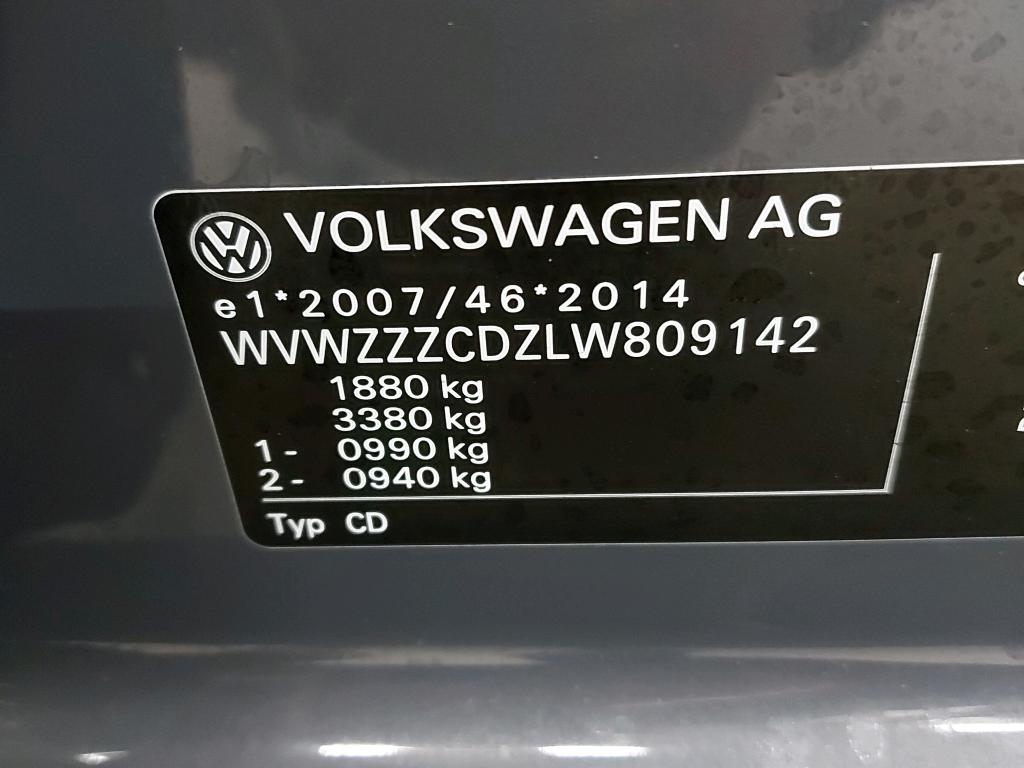 VOLKSWAGEN AG
e1*2007/46*2014
WVWZZZCDZLW809142
1880 kg
3380 kg
1- 0990 kg
2- 0940 kg
Typ CD